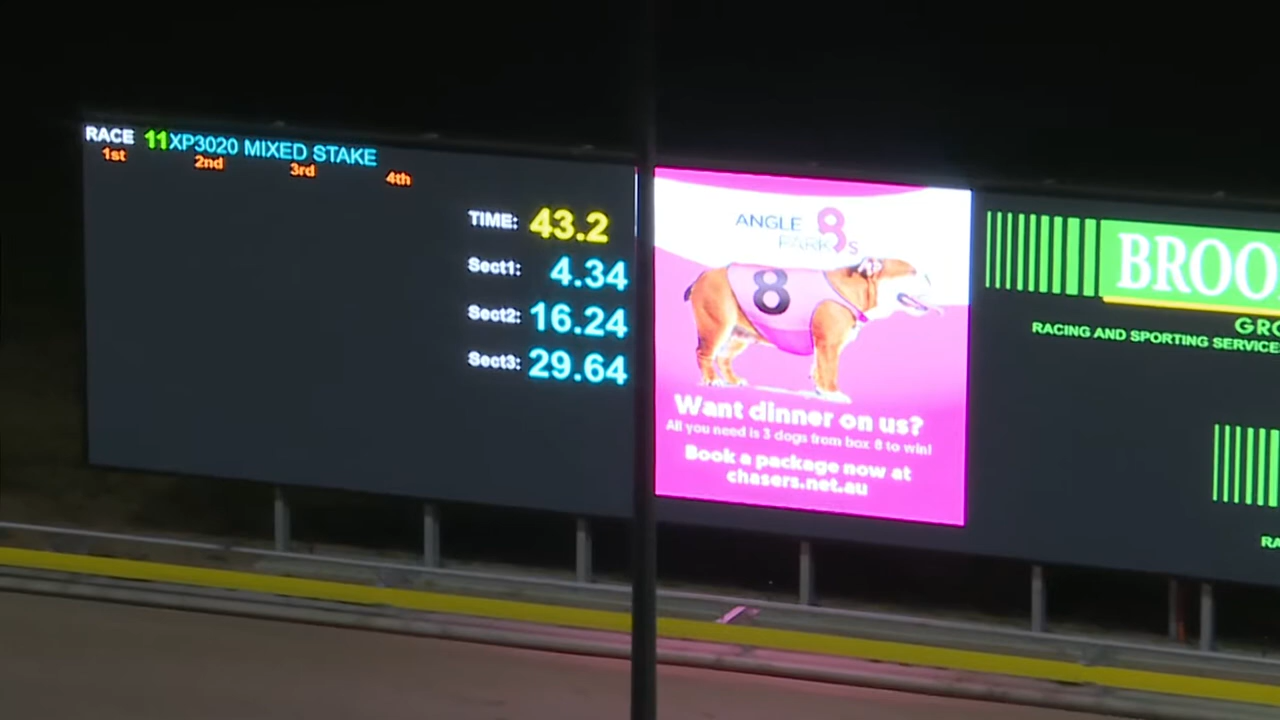 RACE 11 XP3020 MIXED STAKE
1st 2nd 3rd 4th
TIME: 43.2
Sect1: 4.34
Sect2: 16.24
Sect3: 29.64
ANGLE 8s
PARK
8
Want dinner on us?
All you need is 3 dogs from box 8 to win!
Book a package now at
chasers.net.au
BROO
GRO
RACING AND SPORTING SERVICE
RA